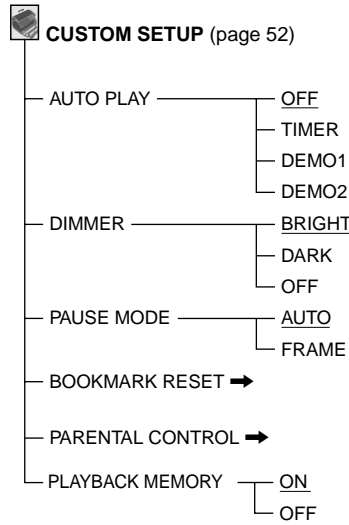 CUSTOM SETUP (page 52)
AUTO PLAY OFF
TIMER
DEMO1
DEMO2
DIMMER BRIGHT
DARK
OFF
PAUSE MODE AUTO
FRAME
BOOKMARK RESET ➡
PARENTAL CONTROL ➡
PLAYBACK MEMORY ON
OFF